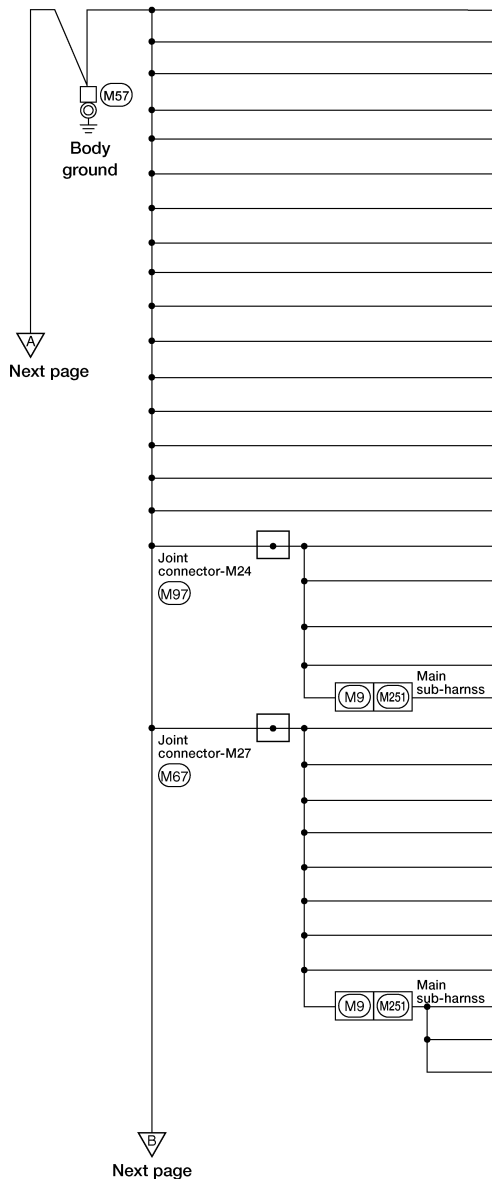 M57
Body
ground
A
Next page
Joint
connector-M24
M97
Main
sub-harnss
M9 M251
Joint
connector-M27
M67
Main
sub-harnss
M9 M251
B
Next page